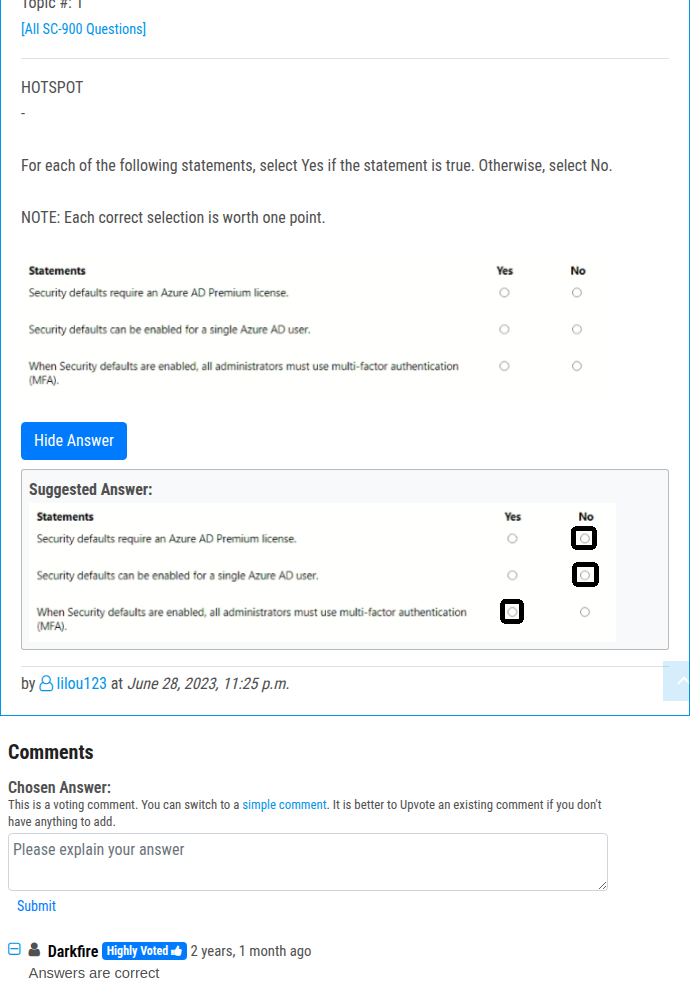 Topic #: 1
[All SC-900 Questions]
HOTSPOT
-
For each of the following statements, select Yes if the statement is true. Otherwise, select No.
NOTE: Each correct selection is worth one point.
Statements Yes No
Security defaults require an Azure AD Premium license.
Security defaults can be enabled for a single Azure AD user.
When Security defaults are enabled, all administrators must use multi-factor authentication
(MFA).
Hide Answer
Suggested Answer:
Statements Yes No
Security defaults require an Azure AD Premium license.
Security defaults can be enabled for a single Azure AD user.
When Security defaults are enabled, all administrators must use multi-factor authentication
(MFA).
by lilou123 at June 28, 2023, 11:25 p.m.
Comments
Chosen Answer:
This is a voting comment. You can switch to a simple comment. It is better to Upvote an existing comment if you don't
have anything to add.
Please explain your answer
Submit
Darkfire Highly Voted 2 years, 1 month ago
Answers are correct